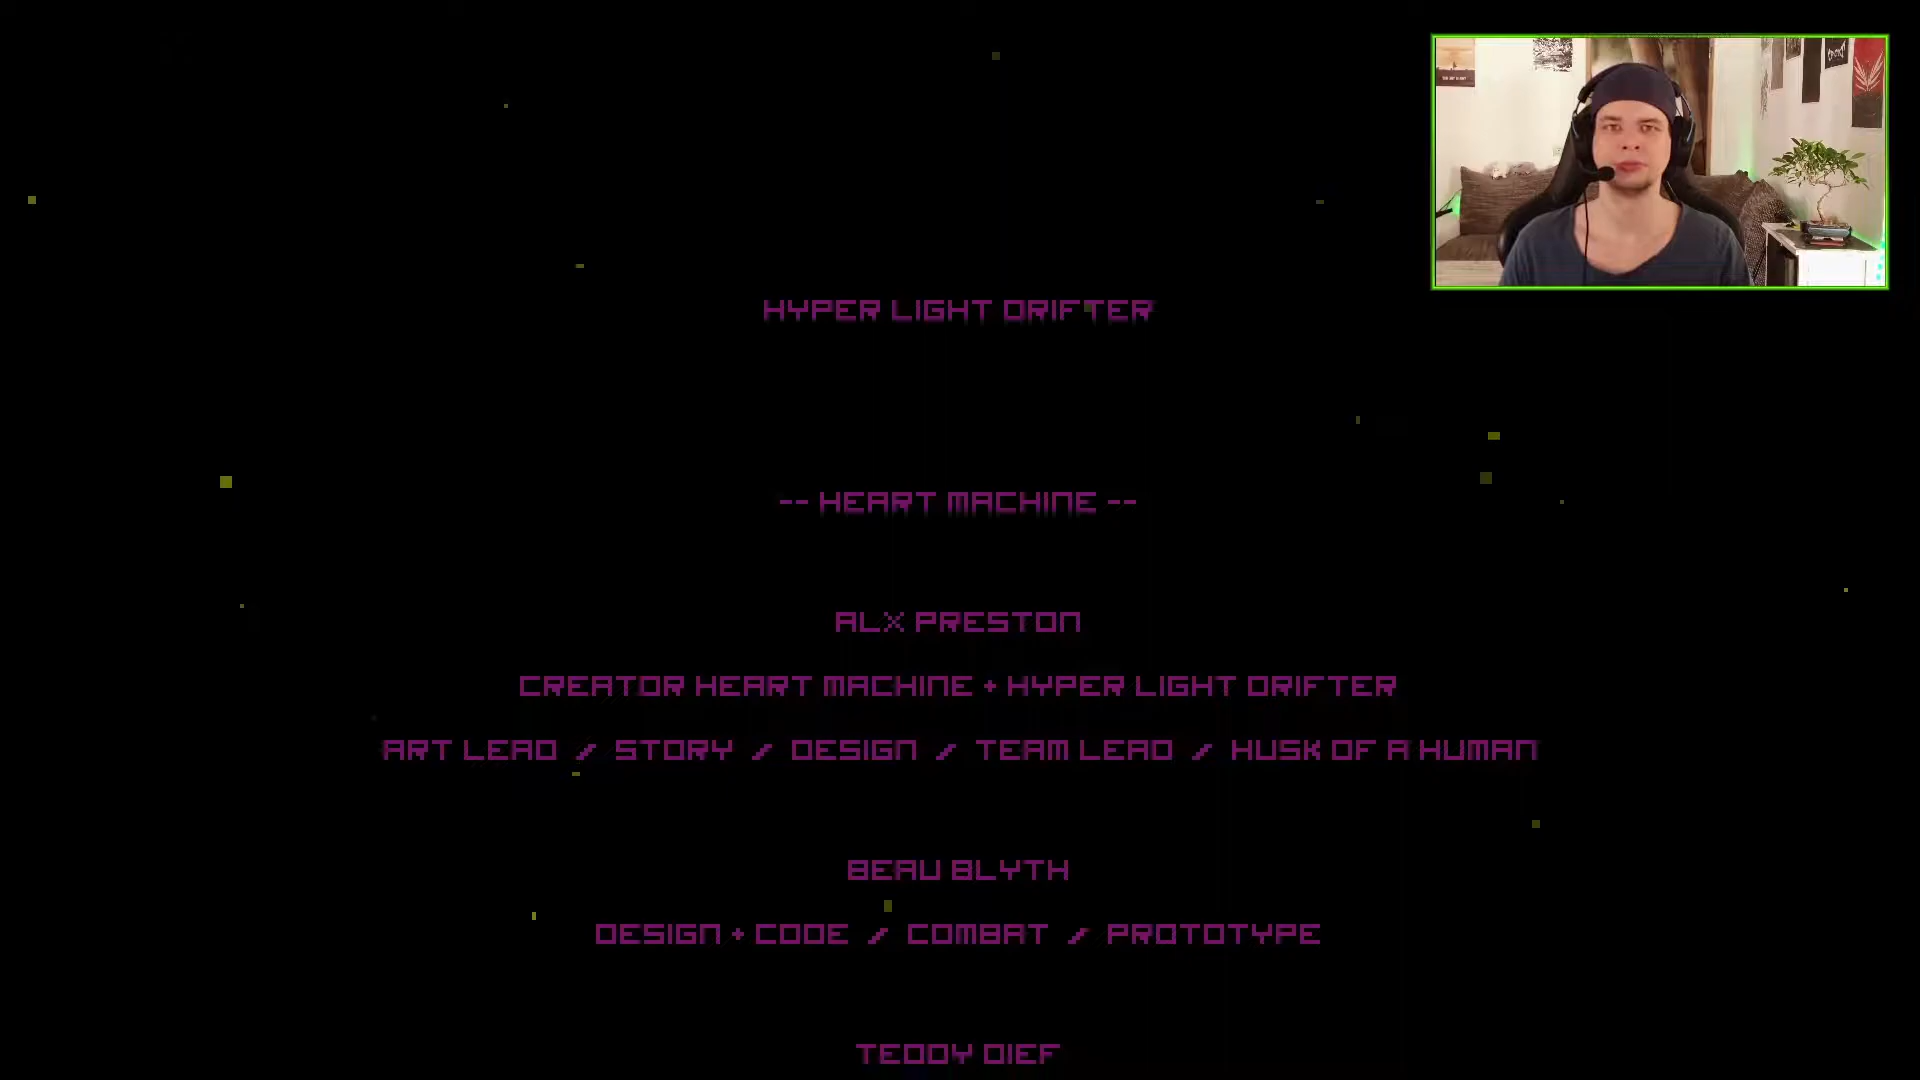 HYPER LIGHT DRIFTER
-- HEART MACHINE --
ALX PRESTON
CREATOR HEART MACHINE + HYPER LIGHT DRIFTER
ART LEAD / STORY / DESIGN / TEAM LEAD / HUSK OF A HUMAN
BEAU BLYTH
DESIGN + CODE / COMBAT / PROTOTYPE
TEDDY DIEF